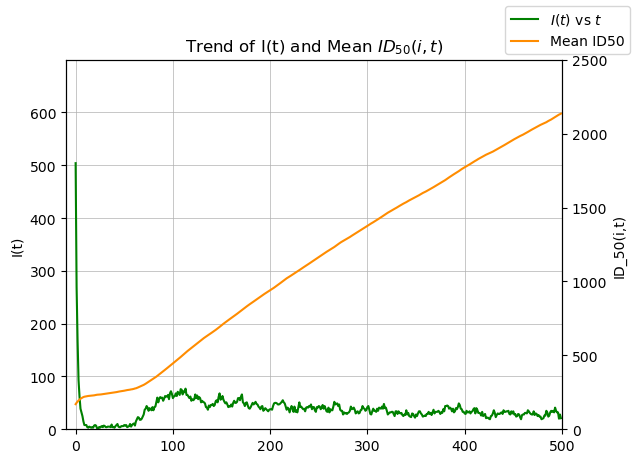 I(t) vs t
Mean ID50
Trend of I(t) and Mean ID₅₀(i, t)
600
500
400
300
200
100
0
I(t)
2500
2000
1500
1000
500
0
ID_50(i,t)
0 100 200 300 400 500